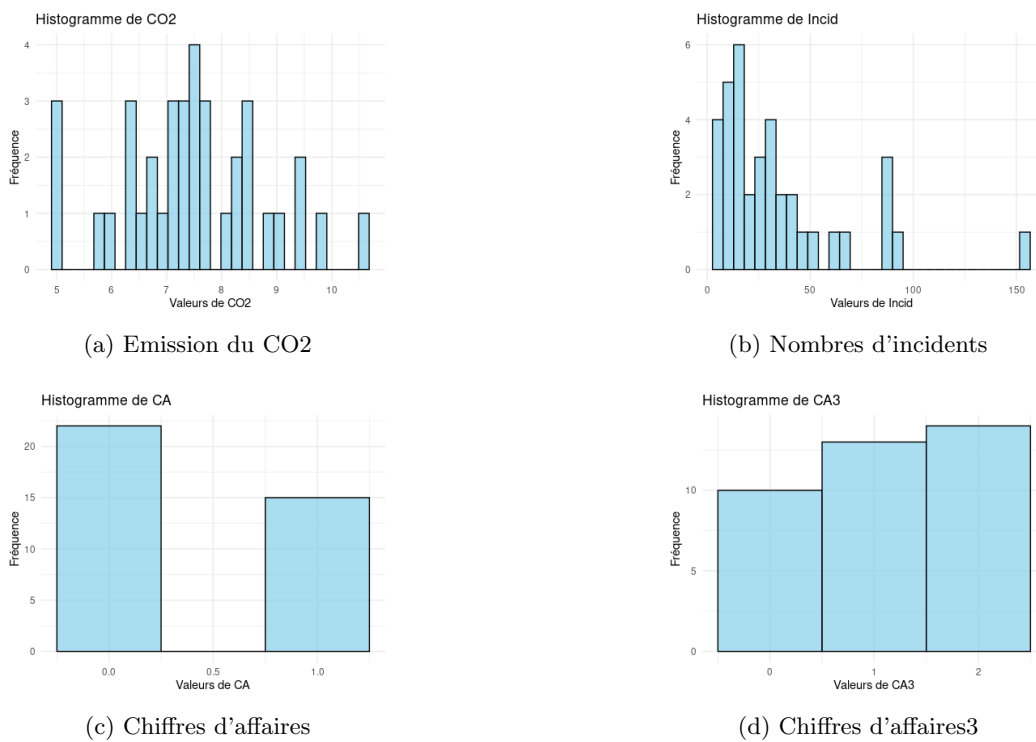 Histogramme de CO2
4
3
2
1
0
Fréquence
5 6 7 8 9 10
Valeurs de CO2
(a) Emission du CO2
Histogramme de Incid
6
4
2
0
Fréquence
0 50 100 150
Valeurs de Incid
(b) Nombres d'incidents
Histogramme de CA
20
15
10
5
0
Fréquence
0.0 0.5 1.0
Valeurs de CA
(c) Chiffres d'affaires
Histogramme de CA3
10
5
0
Fréquence
0 1 2
Valeurs de CA3
(d) Chiffres d'affaires3